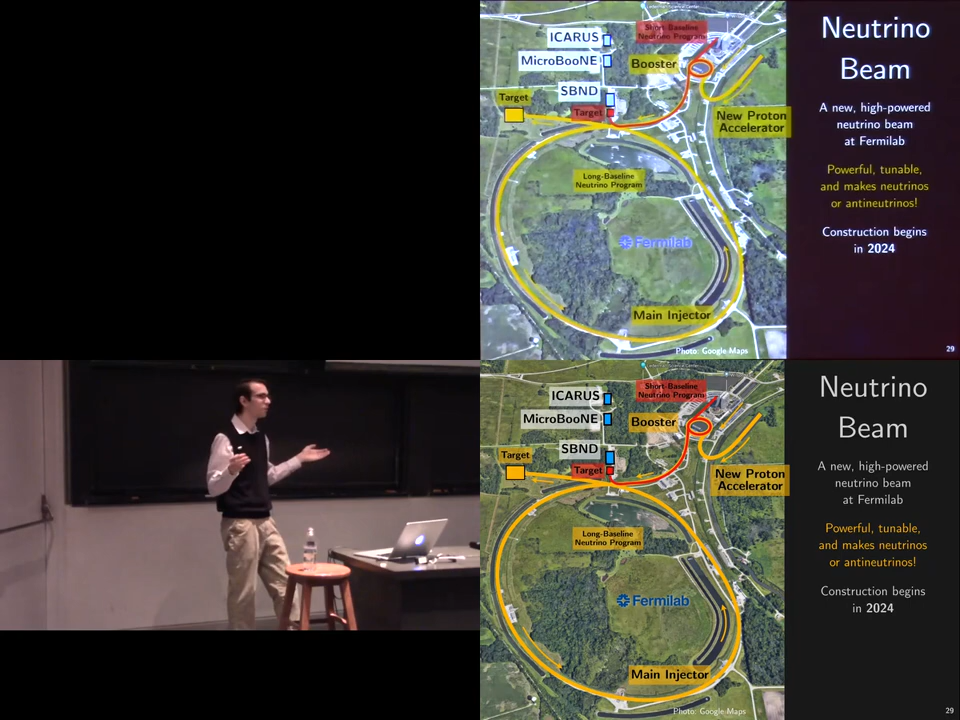 ICARUS
Short-Baseline
Neutrino Program
MicroBooNE
Booster
SBND
Target
Target
New Proton
Accelerator
Long-Baseline
Neutrino Program
Fermilab
Main Injector
Photo: Google Maps
Neutrino
Beam
A new, high-powered
neutrino beam
at Fermilab
Powerful, tunable,
and makes neutrinos
or antineutrinos!
Construction begins
in 2024
29
ICARUS
Short-Baseline
Neutrino Program
MicroBooNE
Booster
SBND
Target
Target
New Proton
Accelerator
Long-Baseline
Neutrino Program
Fermilab
Main Injector
Photo: Google Maps
Neutrino
Beam
A new, high-powered
neutrino beam
at Fermilab
Powerful, tunable,
and makes neutrinos
or antineutrinos!
Construction begins
in 2024
29